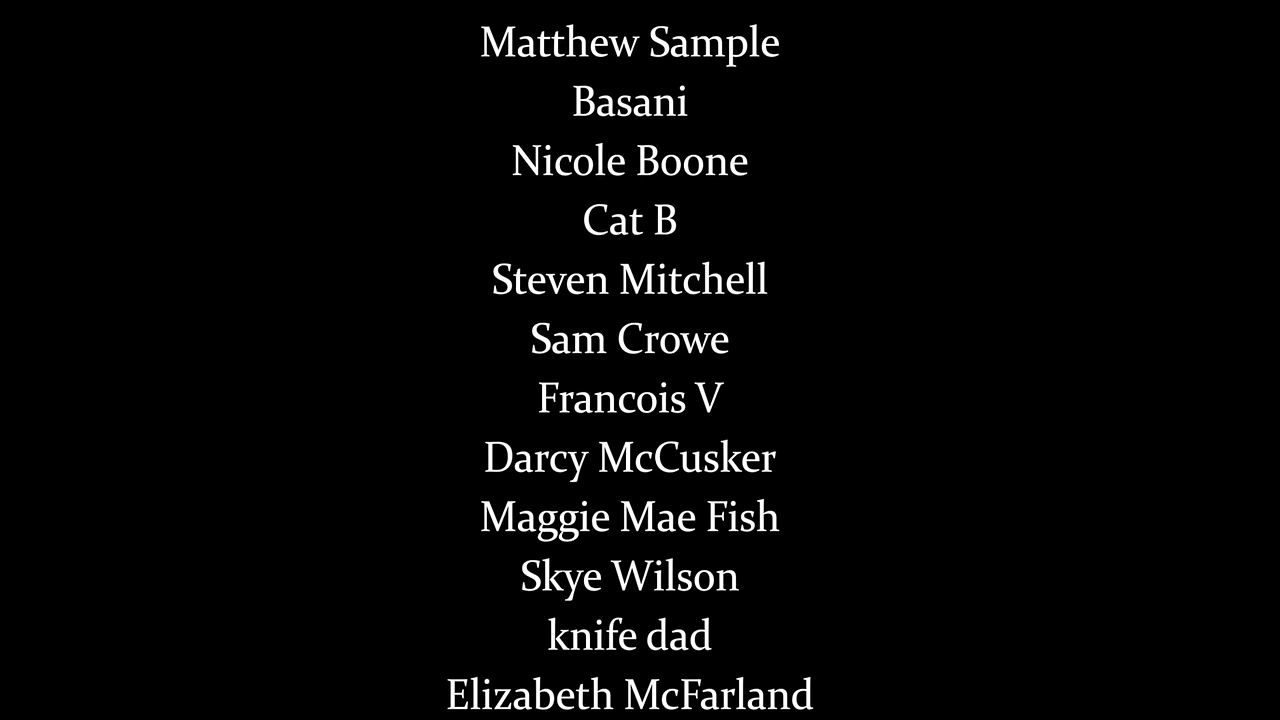 Matthew Sample
Basani
Nicole Boone
Cat B
Steven Mitchell
Sam Crowe
Francois V
Darcy McCusker
Maggie Mae Fish
Skye Wilson
knife dad
Elizabeth McFarland